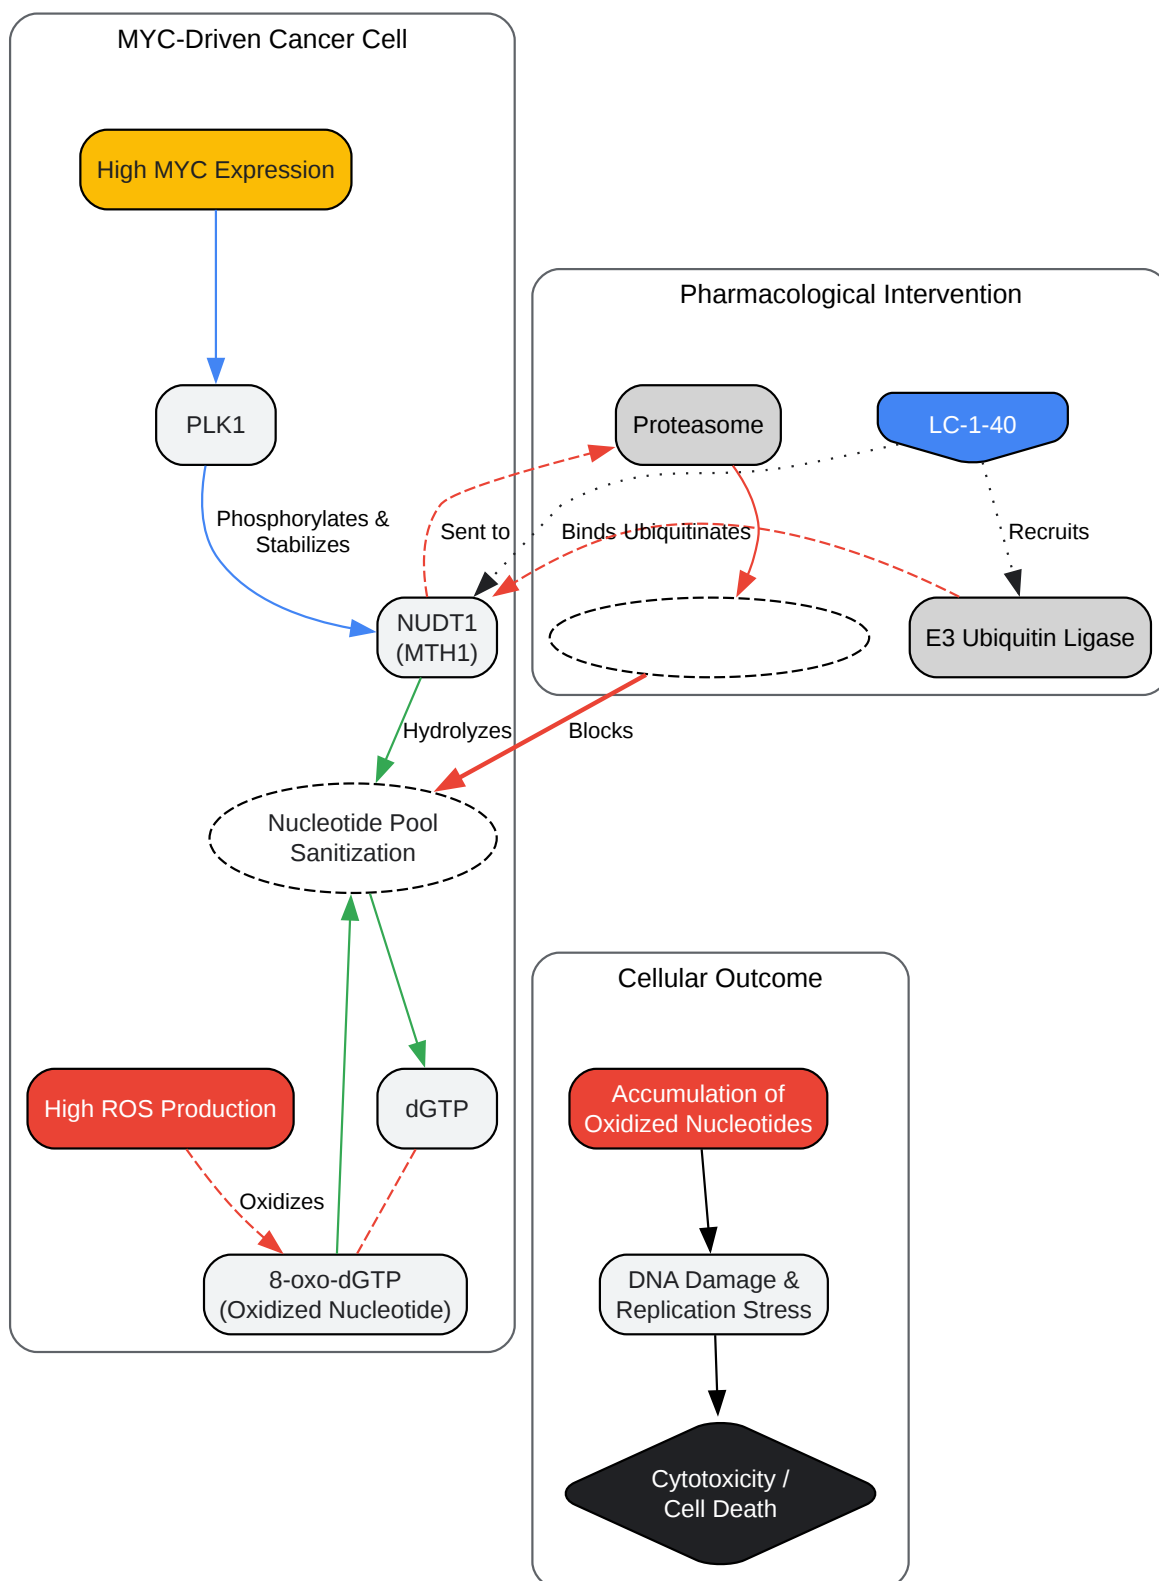 MYC-Driven Cancer Cell
High MYC Expression
PLK1
Phosphorylates &
Stabilizes
NUDT1
(MTH1)
Hydrolyzes
Nucleotide Pool
Sanitization
High ROS Production
dGTP
Oxidizes
8-oxo-dGTP
(Oxidized Nucleotide)
Pharmacological Intervention
Proteasome
LC-1-40
Sent to
Binds
Ubiquitinates
Recruits
E3 Ubiquitin Ligase
Blocks
Cellular Outcome
Accumulation of
Oxidized Nucleotides
DNA Damage &
Replication Stress
Cytotoxicity /
Cell Death